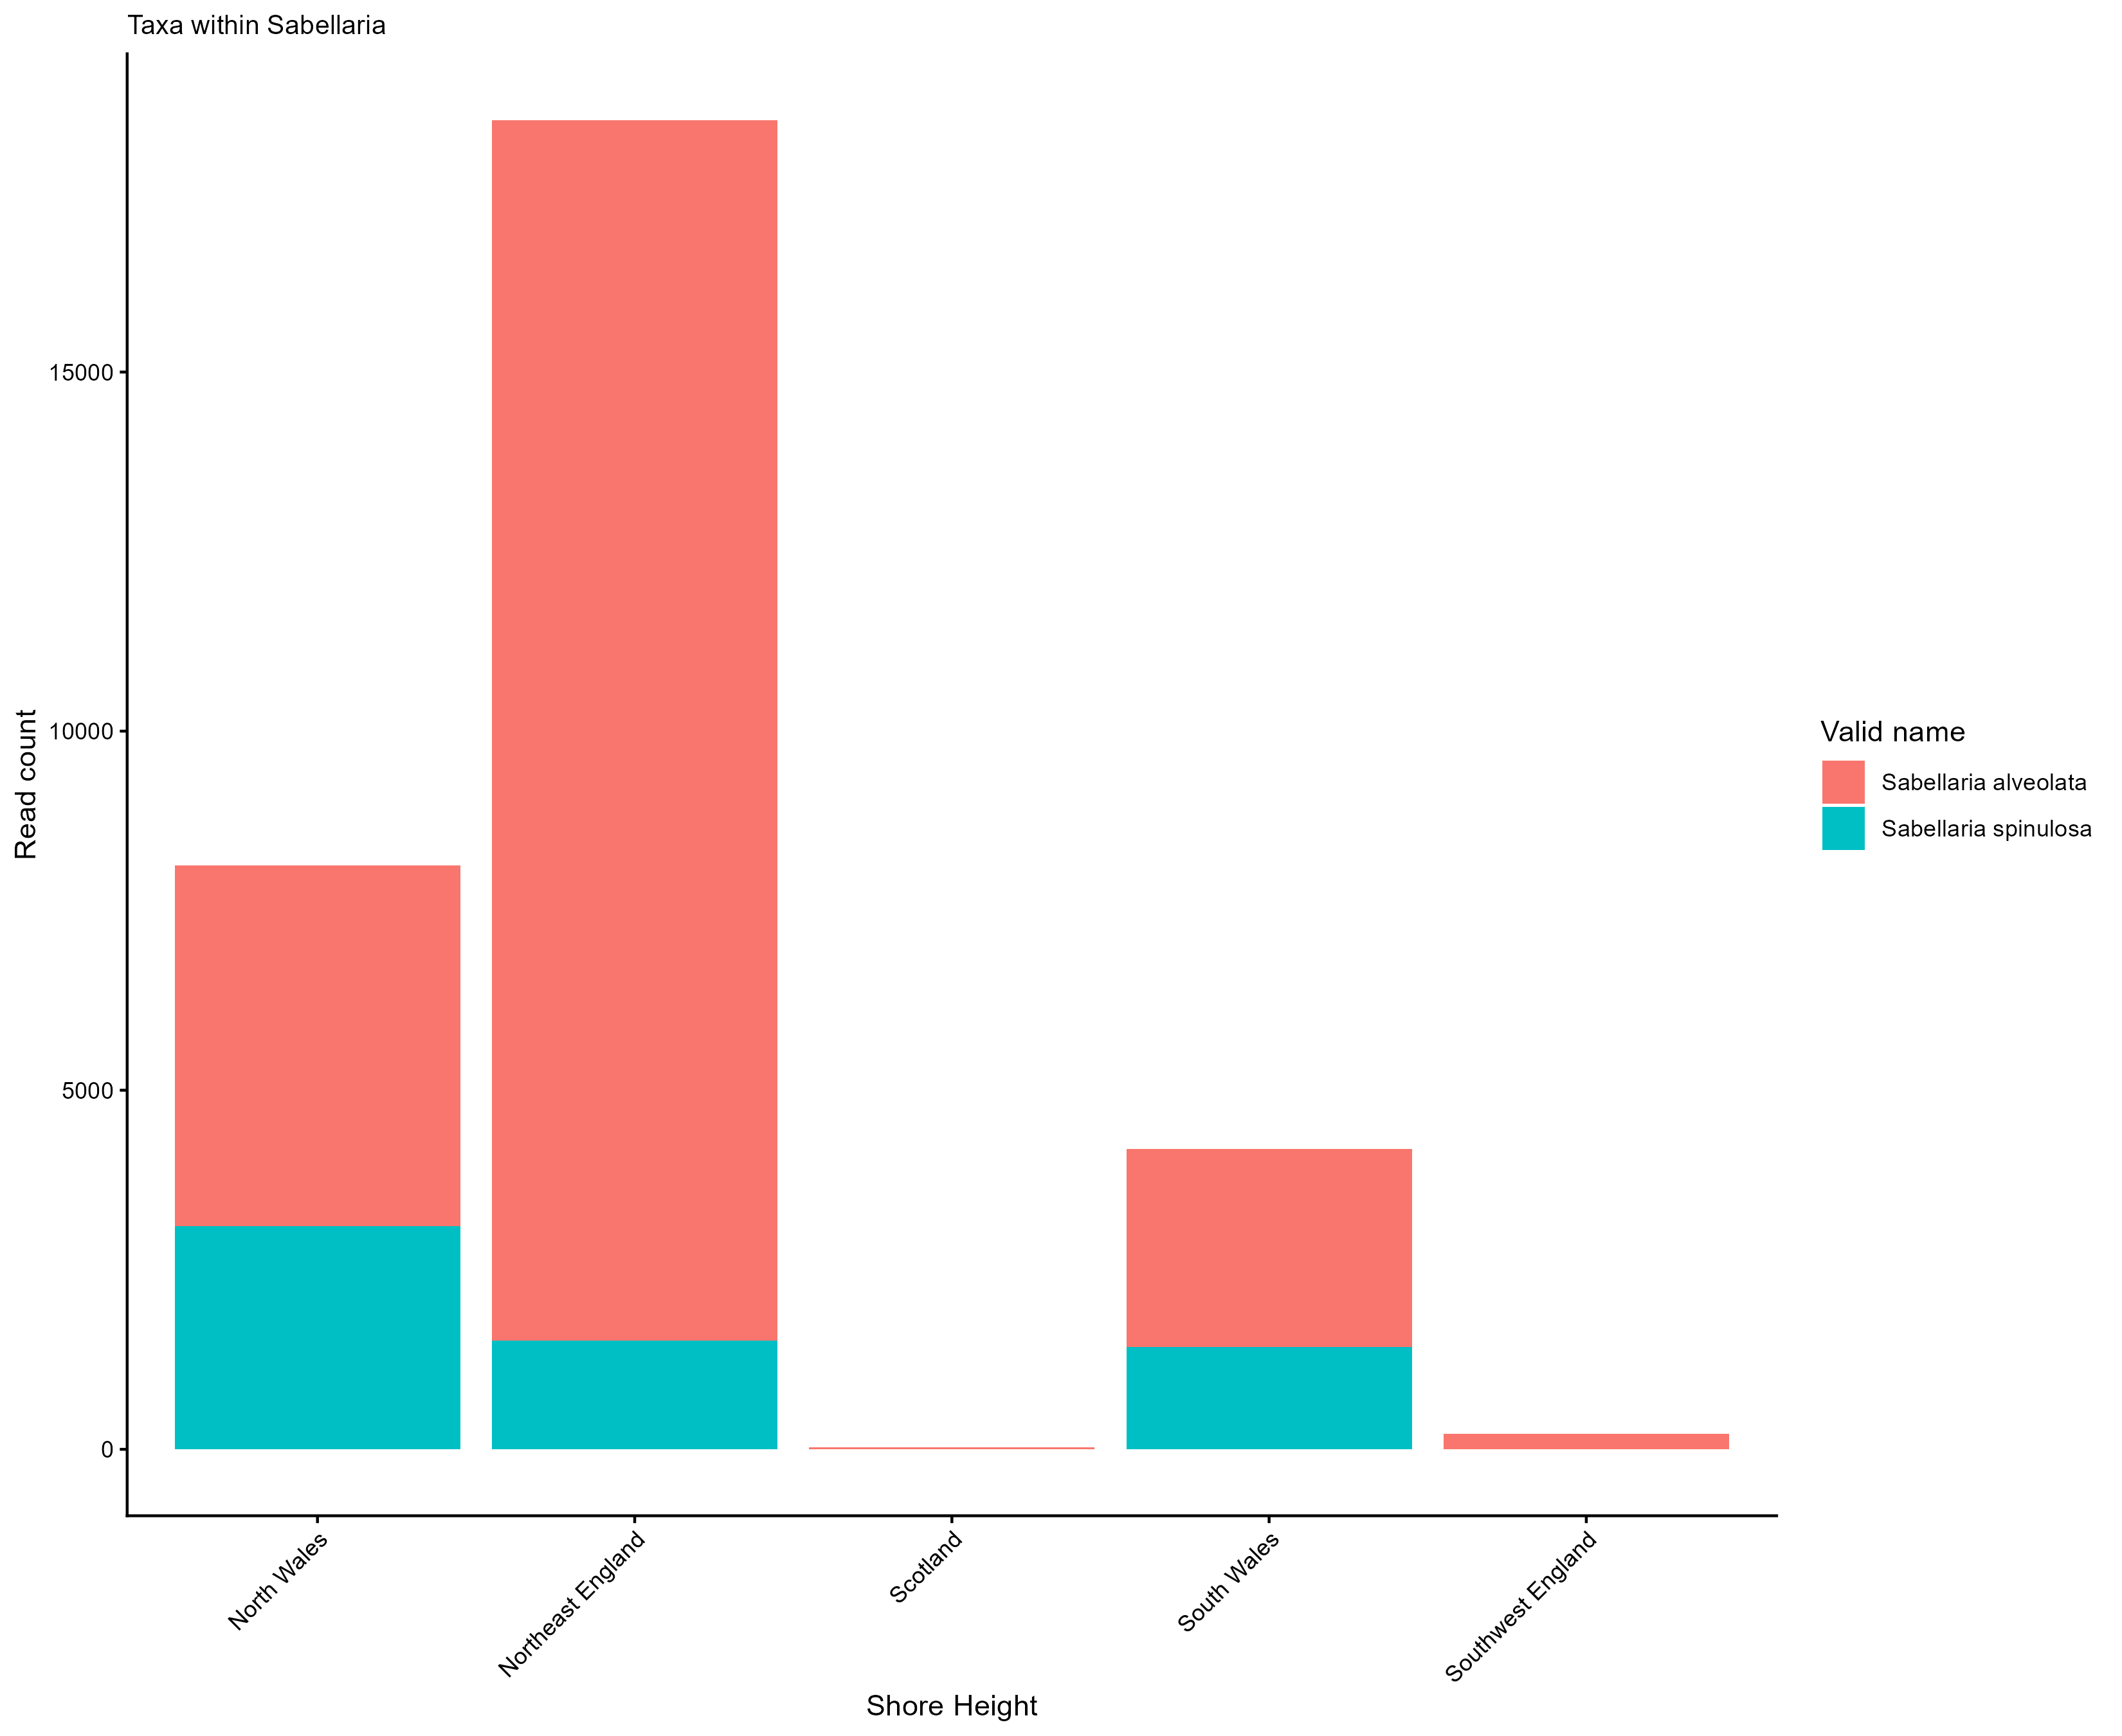 Taxa within Sabellaria
Read count
15000
10000
5000
0
North Wales
Northeast England
Scotland
South Wales
Southwest England
Shore Height
Valid name
Sabellaria alveolata
Sabellaria spinulosa